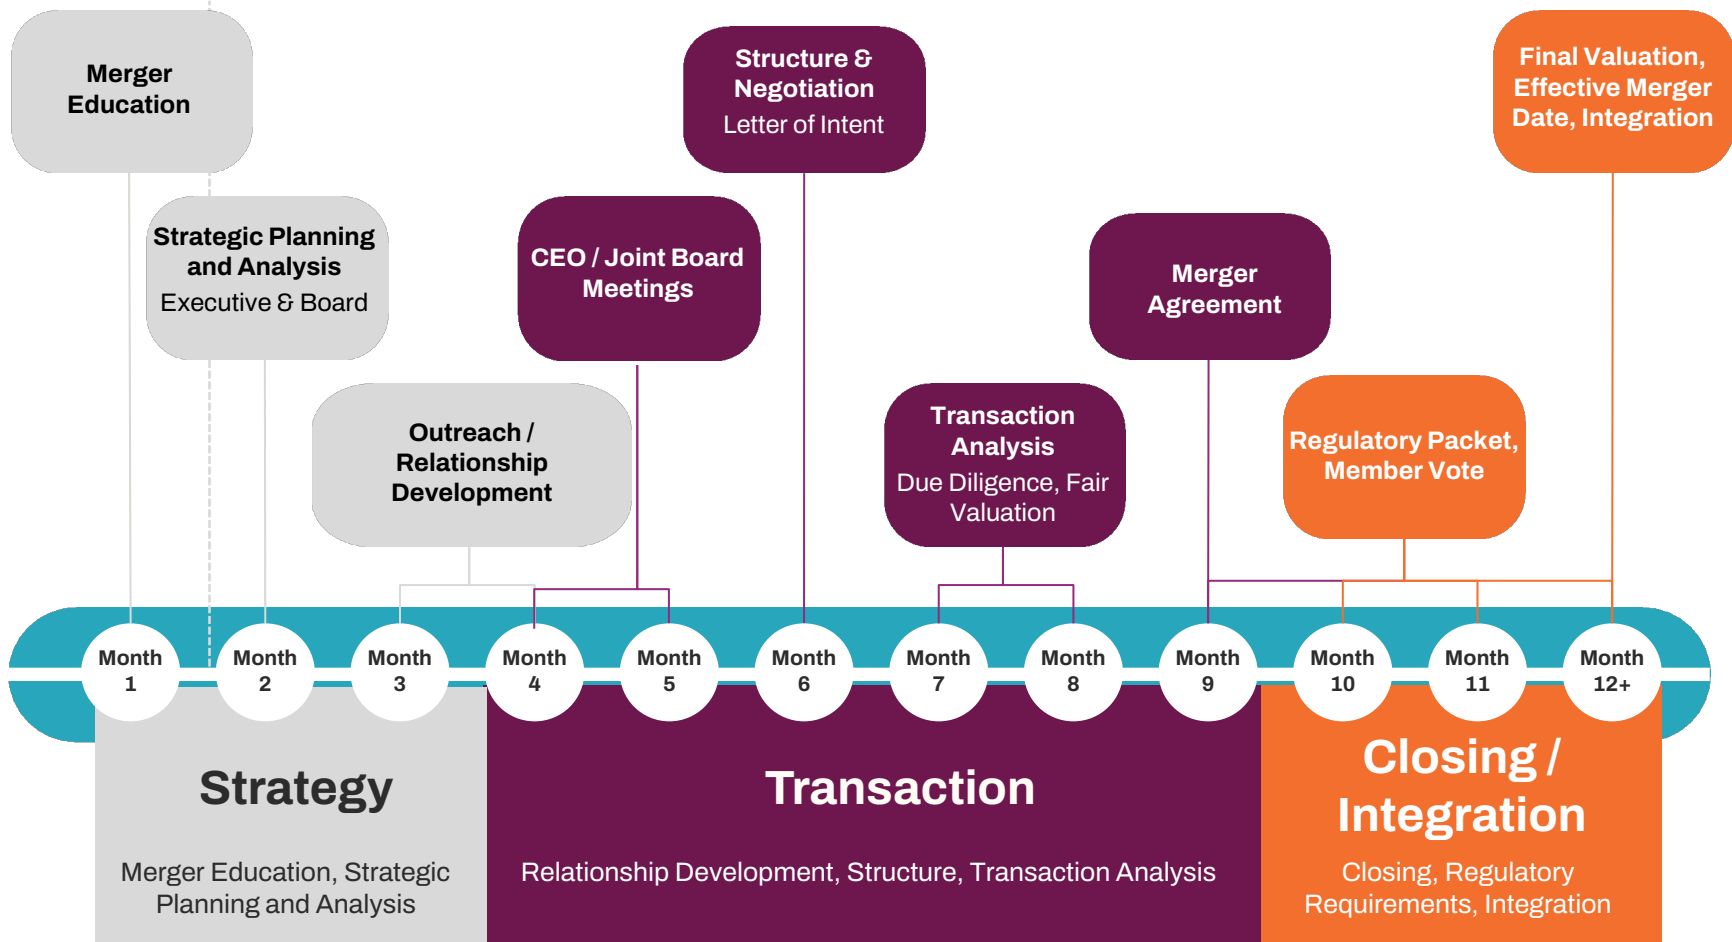 Merger
Education
Strategic Planning
and Analysis
Executive & Board
Outreach /
Relationship
Development
CEO / Joint Board
Meetings
Structure &
Negotiation
Letter of Intent
Transaction
Analysis
Due Diligence, Fair
Valuation
Merger
Agreement
Regulatory Packet,
Member Vote
Final Valuation,
Effective Merger
Date, Integration
Month
1
Month
2
Month
3
Month
4
Month
5
Month
6
Month
7
Month
8
Month
9
Month
10
Month
11
Month
12+
Strategy
Merger Education, Strategic
Planning and Analysis
Transaction
Relationship Development, Structure, Transaction Analysis
Closing /
Integration
Closing, Regulatory
Requirements, Integration